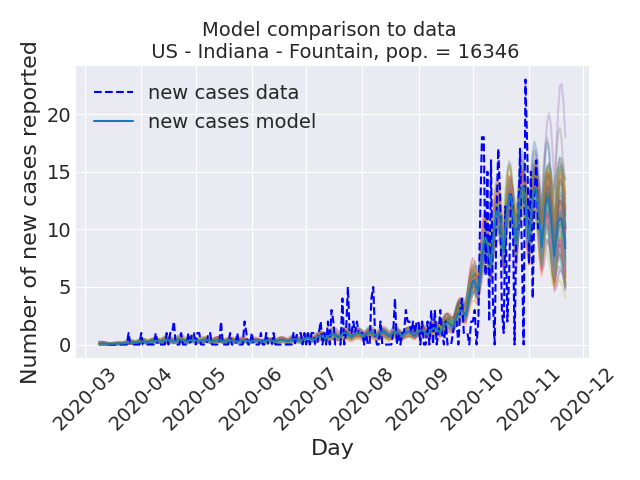 Model comparison to data
US - Indiana - Fountain, pop. = 16346
Number of new cases reported
new cases data
new cases model
20
15
10
5
0
2020-03
2020-04
2020-05
2020-06
2020-07
2020-08
2020-09
2020-10
2020-11
2020-12
Day